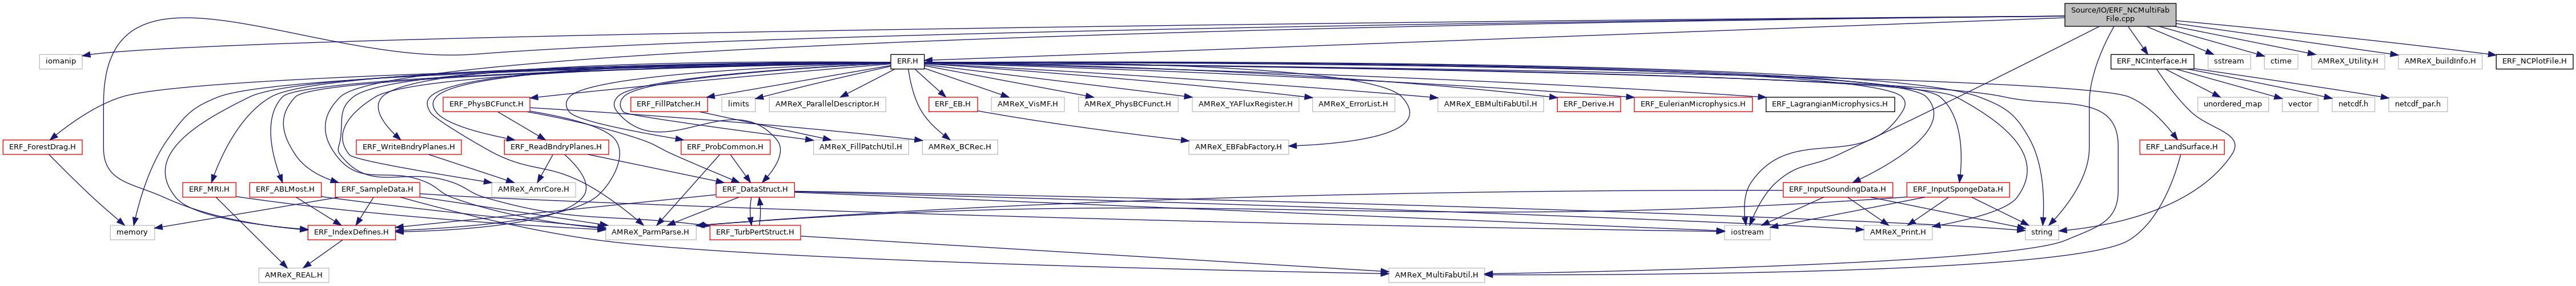 Source/IO/ERF_NCMultiFab
File.cpp
iomanip
ERF.H
ERF_NCInterface.H
sstream
ctime
AMReX_Utility.H
AMReX_buildInfo.H
ERF_NCPlotFile.H
ERF_PhysBCFunct.H
ERF_FillPatcher.H
limits
AMReX_ParallelDescriptor.H
ERF_EB.H
AMReX_VisMF.H
AMReX_PhysBCFunct.H
AMReX_YAFluxRegister.H
AMReX_ErrorList.H
AMReX_EBMultiFabUtil.H
ERF_Derive.H
ERF_EulerianMicrophysics.H
ERF_LagrangianMicrophysics.H
unordered_map
vector
netcdf.h
netcdf_par.h
ERF_ForestDrag.H
ERF_WriteBndryPlanes.H
ERF_ReadBndryPlanes.H
ERF_ProbCommon.H
AMReX_FillPatchUtil.H
AMReX_BCRec.H
AMReX_EBFabFactory.H
ERF_LandSurface.H
ERF_MRI.H
ERF_ABLMost.H
ERF_SampleData.H
AMReX_AmrCore.H
ERF_DataStruct.H
ERF_InputSoundingData.H
ERF_InputSpongeData.H
memory
ERF_IndexDefines.H
AMReX_ParmParse.H
ERF_TurbPertStruct.H
iostream
AMReX_Print.H
string
AMReX_REAL.H
AMReX_MultiFabUtil.H